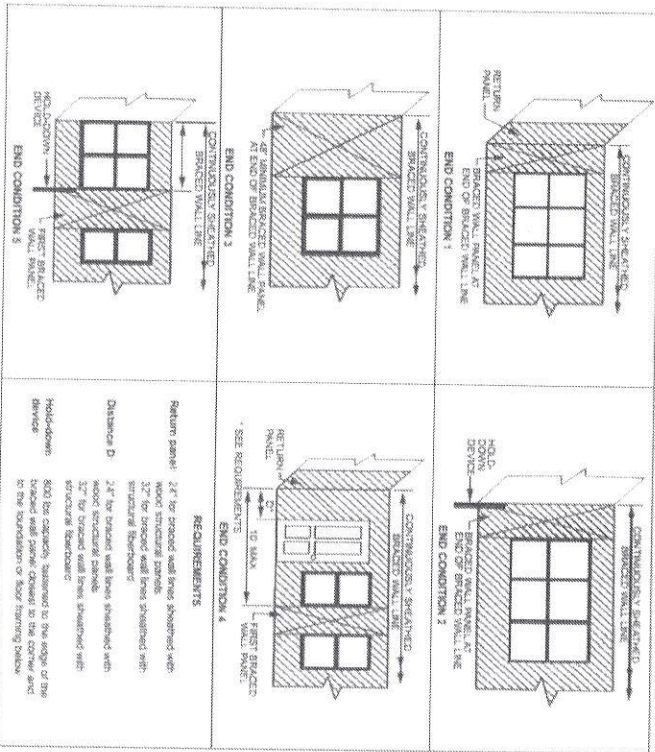 CONTINUOUSLY SHEATHED
BRACED WALL LINE
RETURN
PANEL
BRACED WALL PANEL AT
END OF BRACED WALL LINE
END CONDITION 1
CONTINUOUSLY SHEATHED
BRACED WALL LINE
HOLD-
DOWN
DEVICE
BRACED WALL PANEL AT
END OF BRACED WALL LINE
END CONDITION 2
CONTINUOUSLY SHEATHED
BRACED WALL LINE
48" MINIMUM BRACED WALL PANEL
AT END OF BRACED WALL LINE
END CONDITION 3
CONTINUOUSLY SHEATHED
BRACED WALL LINE
10' MAX
D*
RETURN
PANEL
FIRST BRACED
WALL PANEL
* SEE REQUIREMENTS
END CONDITION 4
CONTINUOUSLY SHEATHED
BRACED WALL LINE
HOLD-DOWN
DEVICE
FIRST BRACED
WALL PANEL
END CONDITION 5
REQUIREMENTS
Return panel: 24" for braced wall lines sheathed with
wood structural panels
32" for braced wall lines sheathed with
structural fiberboard
Distance D: 24" for braced wall lines sheathed with
wood structural panels
32" for braced wall lines sheathed with
structural fiberboard
Hold-down 800 lbs capacity fastened to the edge of the
device braced wall panel closest to the corner and
to the foundation or floor framing below